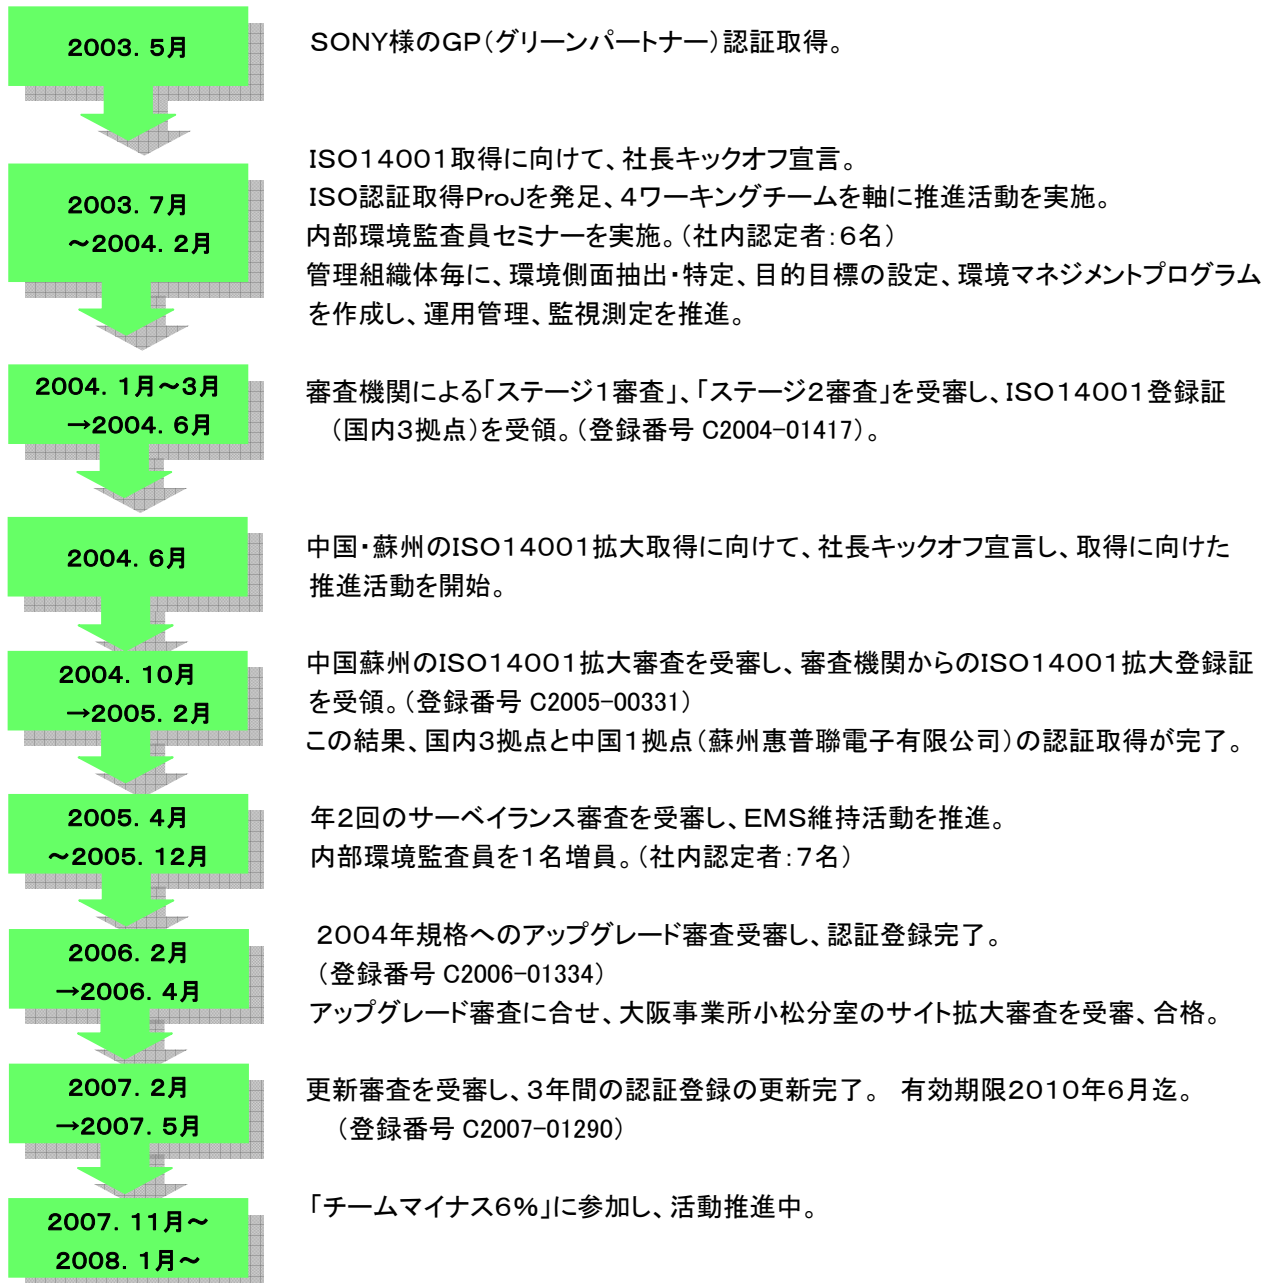 2003．5月
SONY様のGP（グリーンパートナー）認証取得。
2003．7月
～2004．2月
ISO14001取得に向けて、社長キックオフ宣言。
ISO認証取得ProJを発足、4ワーキングチームを軸に推進活動を実施。
内部環境監査員セミナーを実施。（社内認定者：6名）
管理組織体毎に、環境側面抽出・特定、目的目標の設定、環境マネジメントプログラム
を作成し、運用管理、監視測定を推進。
2004．1月～3月
→2004．6月
審査機関による「ステージ1審査」、「ステージ2審査」を受審し、ISO14001登録証
（国内3拠点）を受領。（登録番号 C2004-01417）。
2004．6月
中国・蘇州のISO14001拡大取得に向けて、社長キックオフ宣言し、取得に向けた
推進活動を開始。
2004．10月
→2005．2月
中国蘇州のISO14001拡大審査を受審し、審査機関からのISO14001拡大登録証
を受領。（登録番号 C2005-00331）
この結果、国内3拠点と中国1拠点（蘇州惠普聯電子有限公司）の認証取得が完了。
2005．4月
～2005．12月
年2回のサーベイランス審査を受審し、EMS維持活動を推進。
内部環境監査員を1名増員。（社内認定者：7名）
2006．2月
→2006．4月
2004年規格へのアップグレード審査受審し、認証登録完了。
（登録番号 C2006-01334）
アップグレード審査に合せ、大阪事業所小松分室のサイト拡大審査を受審、合格。
2007．2月
→2007．5月
更新審査を受審し、3年間の認証登録の更新完了。 有効期限2010年6月迄。
（登録番号 C2007-01290）
2007．11月～
2008．1月～
「チームマイナス6％」に参加し、活動推進中。